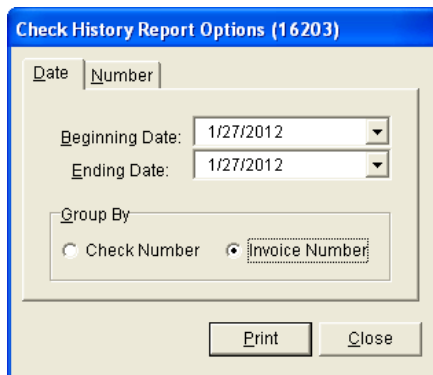 Check History Report Options (16203)
Date Number
Beginning Date: 1/27/2012
Ending Date: 1/27/2012
Group By
Check Number Invoice Number
Print Close